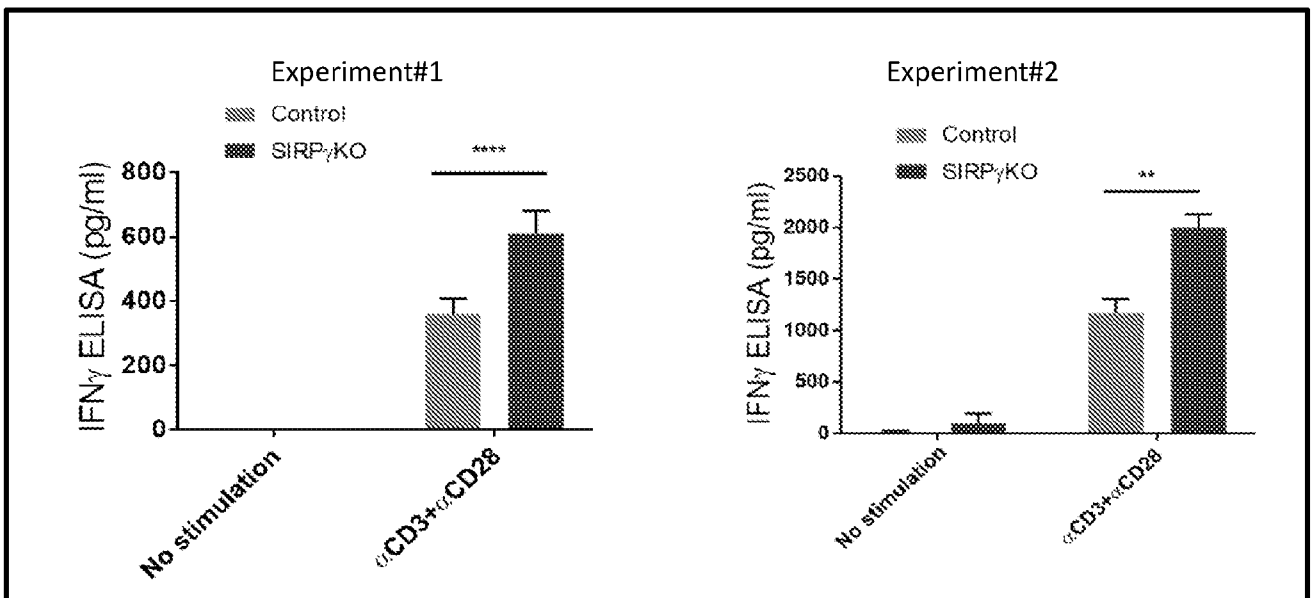 Experiment#1
Control
SIRPγKO
****
800
600
400
200
0
IFNγ ELISA (pg/ml)
No stimulation
αCD3+αCD28
Experiment#2
Control
SIRPγKO
**
2500
2000
1500
1000
500
0
IFNγ ELISA (pg/ml)
No stimulation
αCD3+αCD28